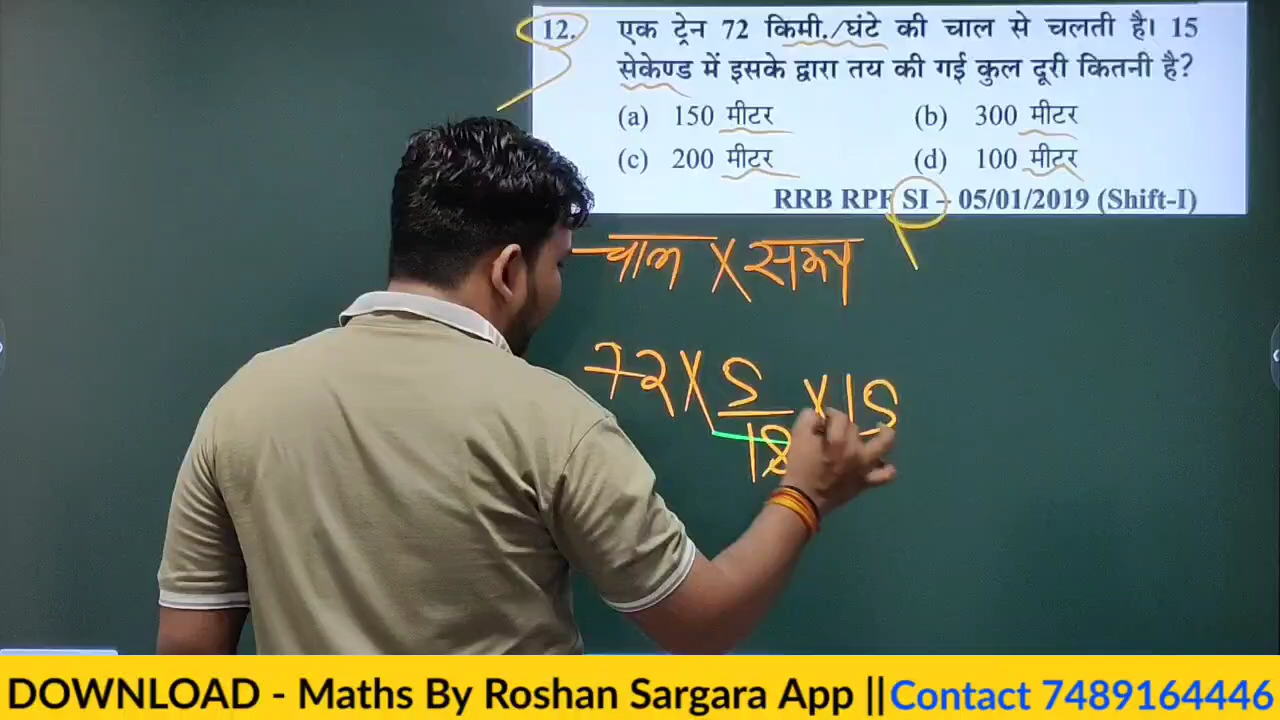 12. एक ट्रेन 72 किमी./घंटे की चाल से चलती है। 15
सेकेण्ड में इसके द्वारा तय की गई कुल दूरी कितनी है?
(a) 150 मीटर (b) 300 मीटर
(c) 200 मीटर (d) 100 मीटर
RRB RPF SI – 05/01/2019 (Shift-I)
चाल X समय
72 X 5/18 X 15
DOWNLOAD - Maths By Roshan Sargara App ||Contact 7489164446